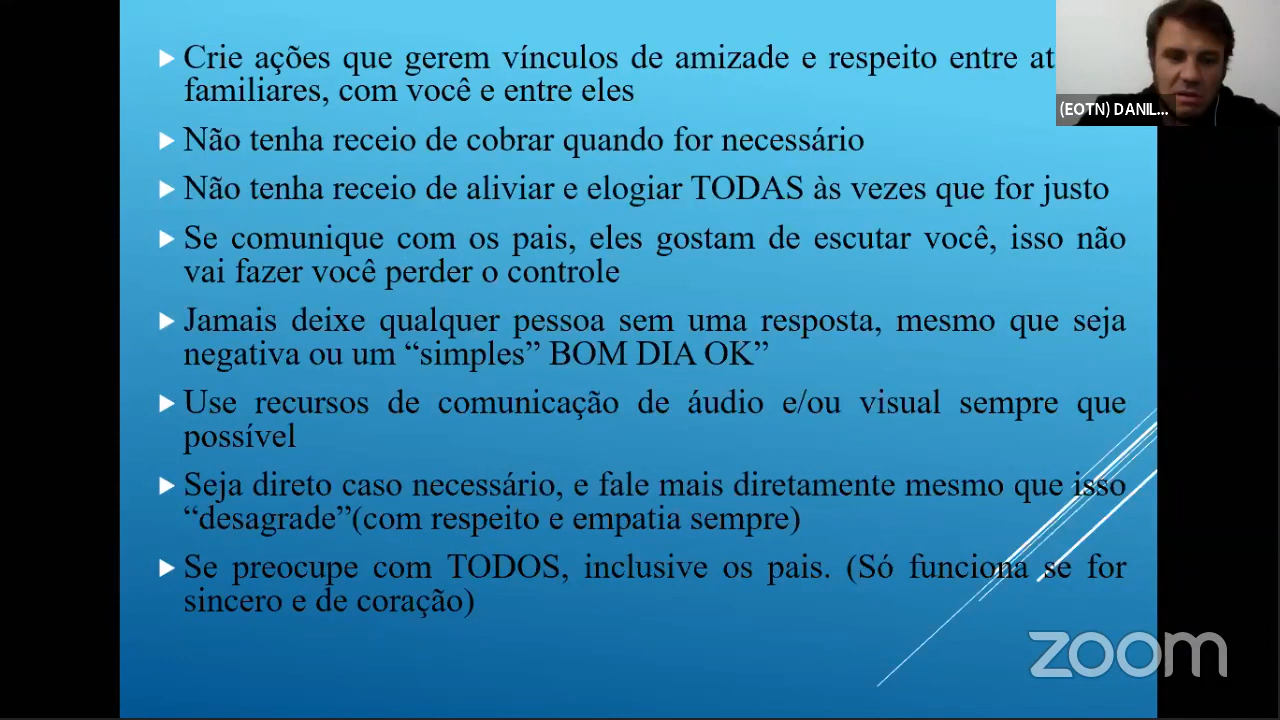 Crie ações que gerem vínculos de amizade e respeito entre
familiares, com você e entre eles
Não tenha receio de cobrar quando for necessário
Não tenha receio de aliviar e elogiar TODAS às vezes que for justo
Se comunique com os pais, eles gostam de escutar você, isso não
vai fazer você perder o controle
Jamais deixe qualquer pessoa sem uma resposta, mesmo que seja
negativa ou um “simples” BOM DIA OK”
Use recursos de comunicação de áudio e/ou visual sempre que
possível
Seja direto caso necessário, e fale mais diretamente mesmo que isso
“desagrade”(com respeito e empatia sempre)
Se preocupe com TODOS, inclusive os pais. (Só funciona se for
sincero e de coração)
(EOTN) DANIL...
zoom